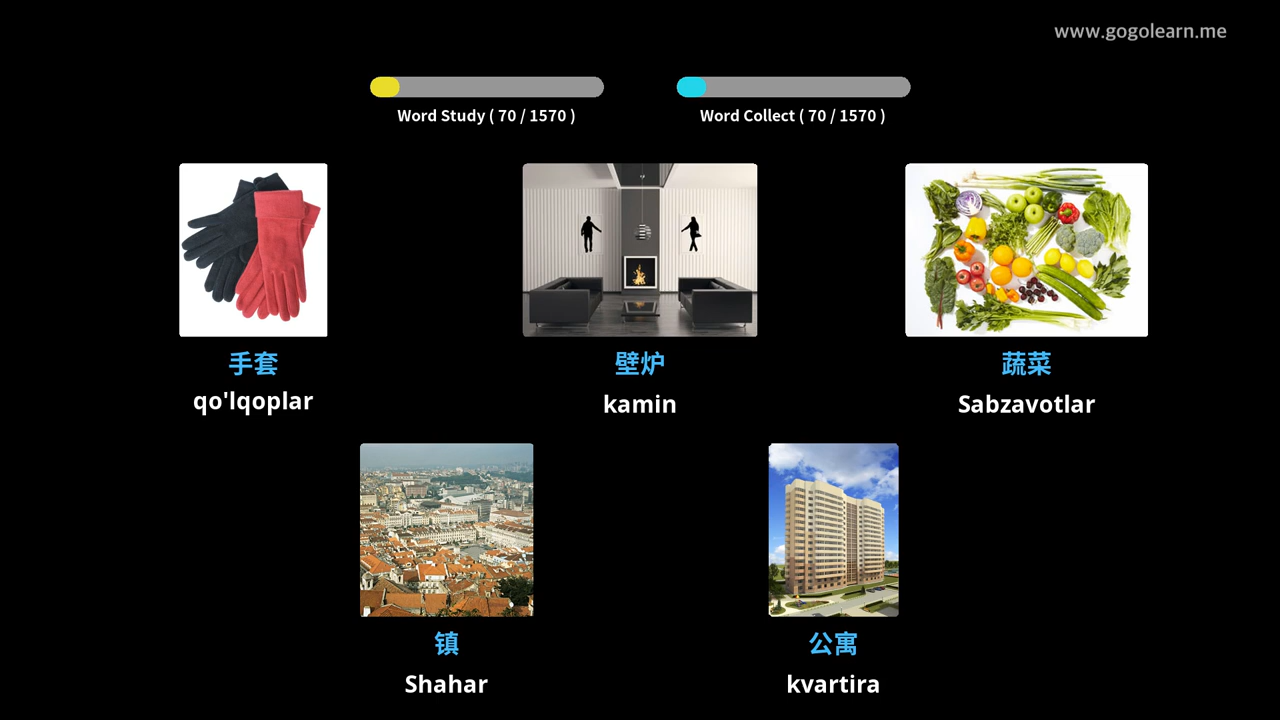 www.gogolearn.me
Word Study ( 70 / 1570 )
Word Collect ( 70 / 1570 )
手套
qo'lqoplar
壁炉
kamin
蔬菜
Sabzavotlar
镇
Shahar
公寓
kvartira